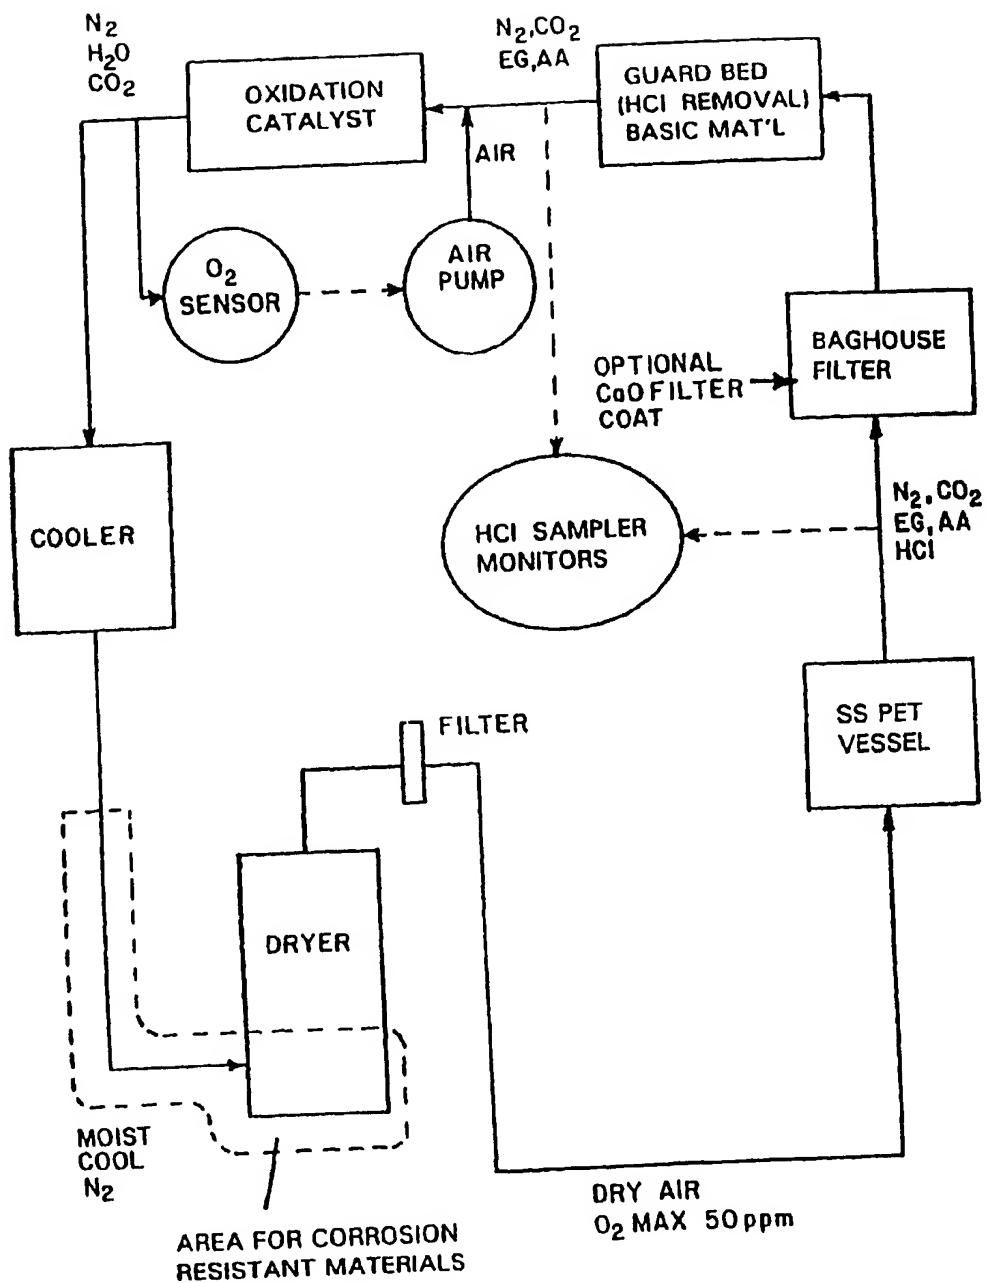 N2
H2O
CO2
OXIDATION
CATALYST
N2,CO2
EG,AA
GUARD BED
(HCl REMOVAL)
BASIC MAT'L
AIR
O2
SENSOR
AIR
PUMP
BAGHOUSE
FILTER
OPTIONAL
CaO FILTER
COAT
COOLER
HCl SAMPLER
MONITORS
N2,CO2
EG,AA
HCl
SS PET
VESSEL
FILTER
DRYER
MOIST
COOL
N2
DRY AIR
O2 MAX 50ppm
AREA FOR CORROSION
RESISTANT MATERIALS